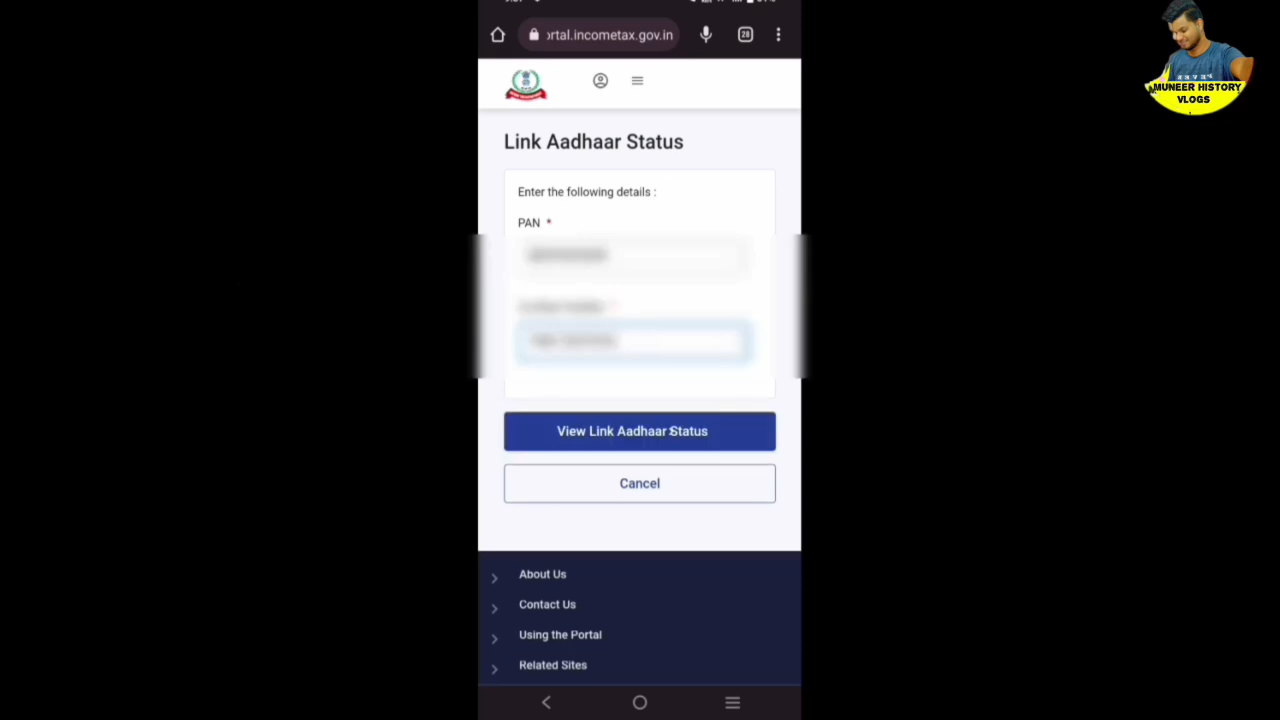 ortal.incometax.gov.in
28
MUNEER HISTORY
VLOGS
Link Aadhaar Status
Enter the following details :
PAN *
View Link Aadhaar Status
Cancel
About Us
Contact Us
Using the Portal
Related Sites